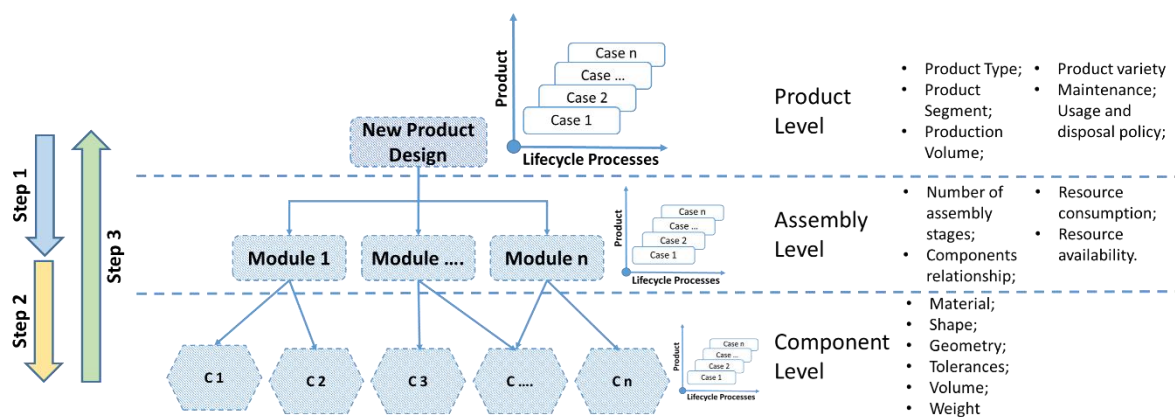 Step 1
Step 2
Step 3
New Product
Design
Product
Case n
Case ...
Case 2
Case 1
Lifecycle Processes
Product
Level
• Product Type;
• Product
Segment;
• Production
Volume;
• Product variety
• Maintenance;
Usage and
disposal policy;
Module 1
Module ....
Module n
Product
Case n
Case ...
Case 2
Case 1
Lifecycle Processes
Assembly
Level
• Number of
assembly
stages;
• Components
relationship;
• Resource
consumption;
• Resource
availability.
C 1
C 2
C 3
C ....
C n
Product
Case n
Case ...
Case 2
Case 1
Lifecycle Processes
Component
Level
• Material;
• Shape;
• Geometry;
• Tolerances;
• Volume;
• Weight